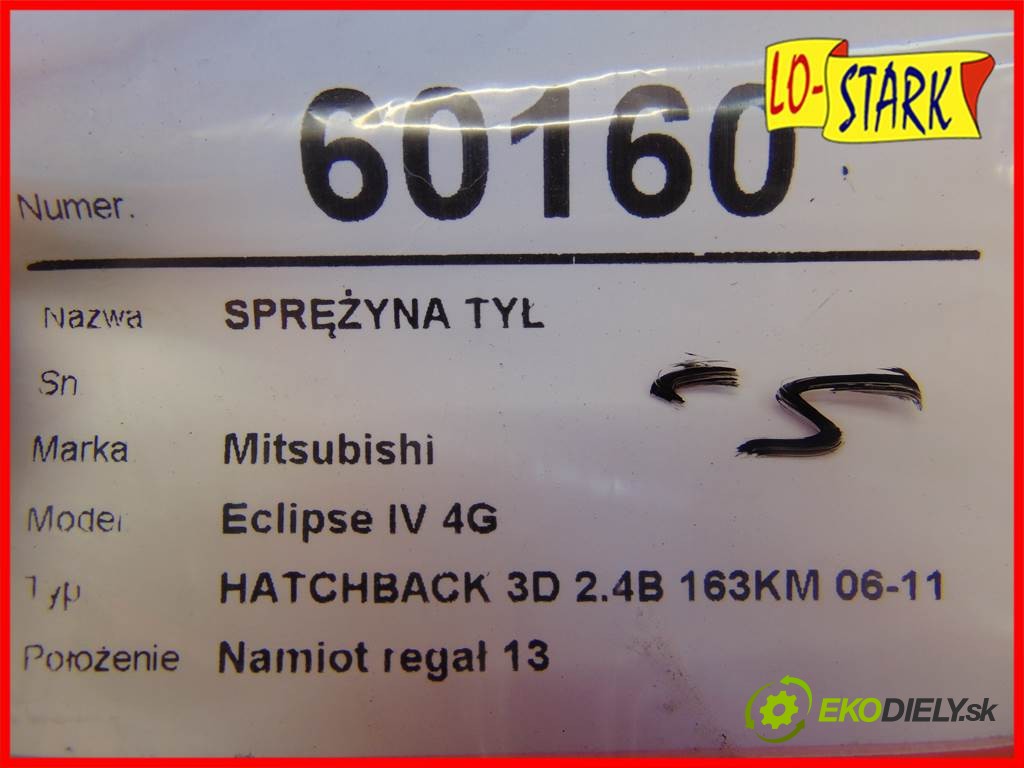 LO-STARK
Numer. 60160
Nazwa SPRĘŻYNA TYŁ
Sn
Marka Mitsubishi
Model Eclipse IV 4G
Typ HATCHBACK 3D 2.4B 163KM 06-11
Położenie Namiot regał 13
EKODIELY.sk